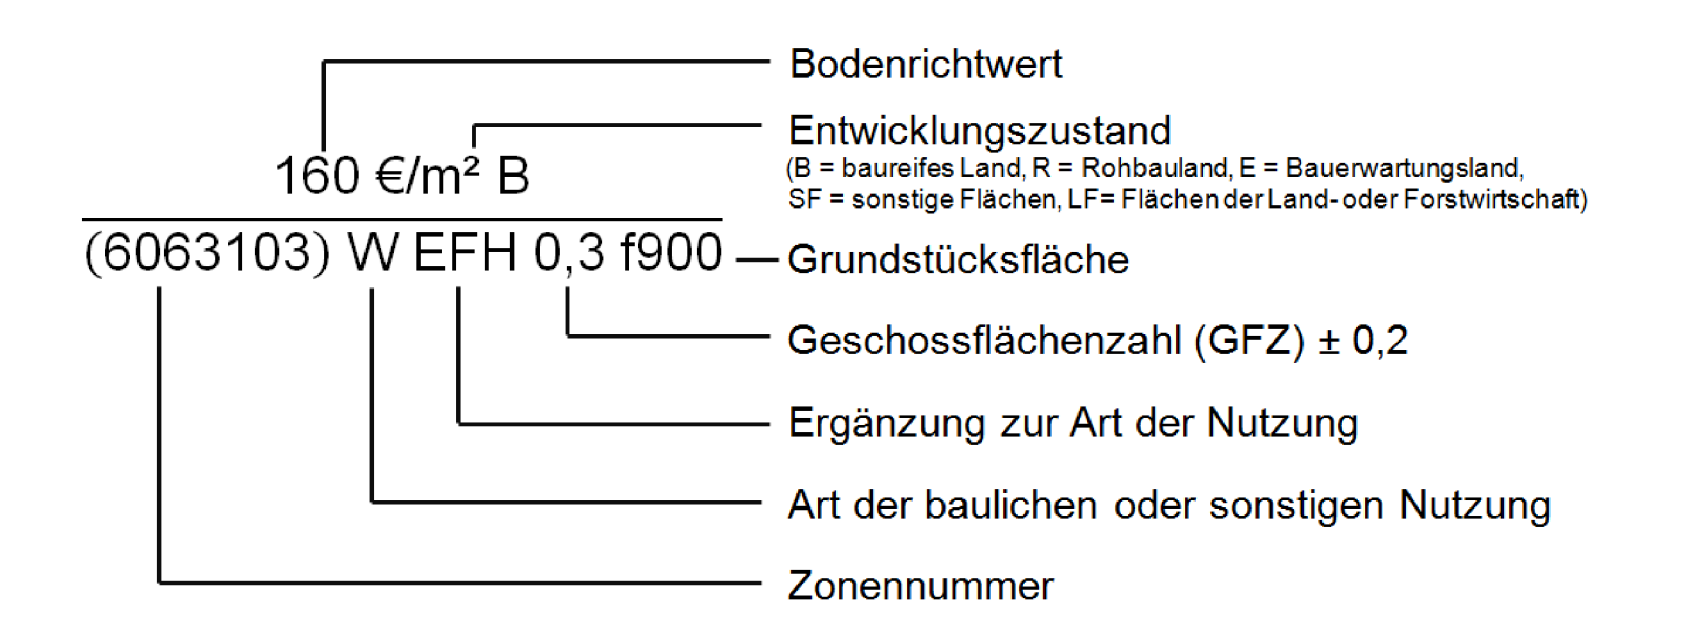 Bodenrichtwert
Entwicklungszustand
(B = baureifes Land, R = Rohbauland, E = Bauerwartungsland,
SF = sonstige Flächen, LF= Flächen der Land- oder Forstwirtschaft)
160 €/m² B
(6063103) W EFH 0,3 f900
Grundstücksfläche
Geschossflächenzahl (GFZ) ± 0,2
Ergänzung zur Art der Nutzung
Art der baulichen oder sonstigen Nutzung
Zonennummer